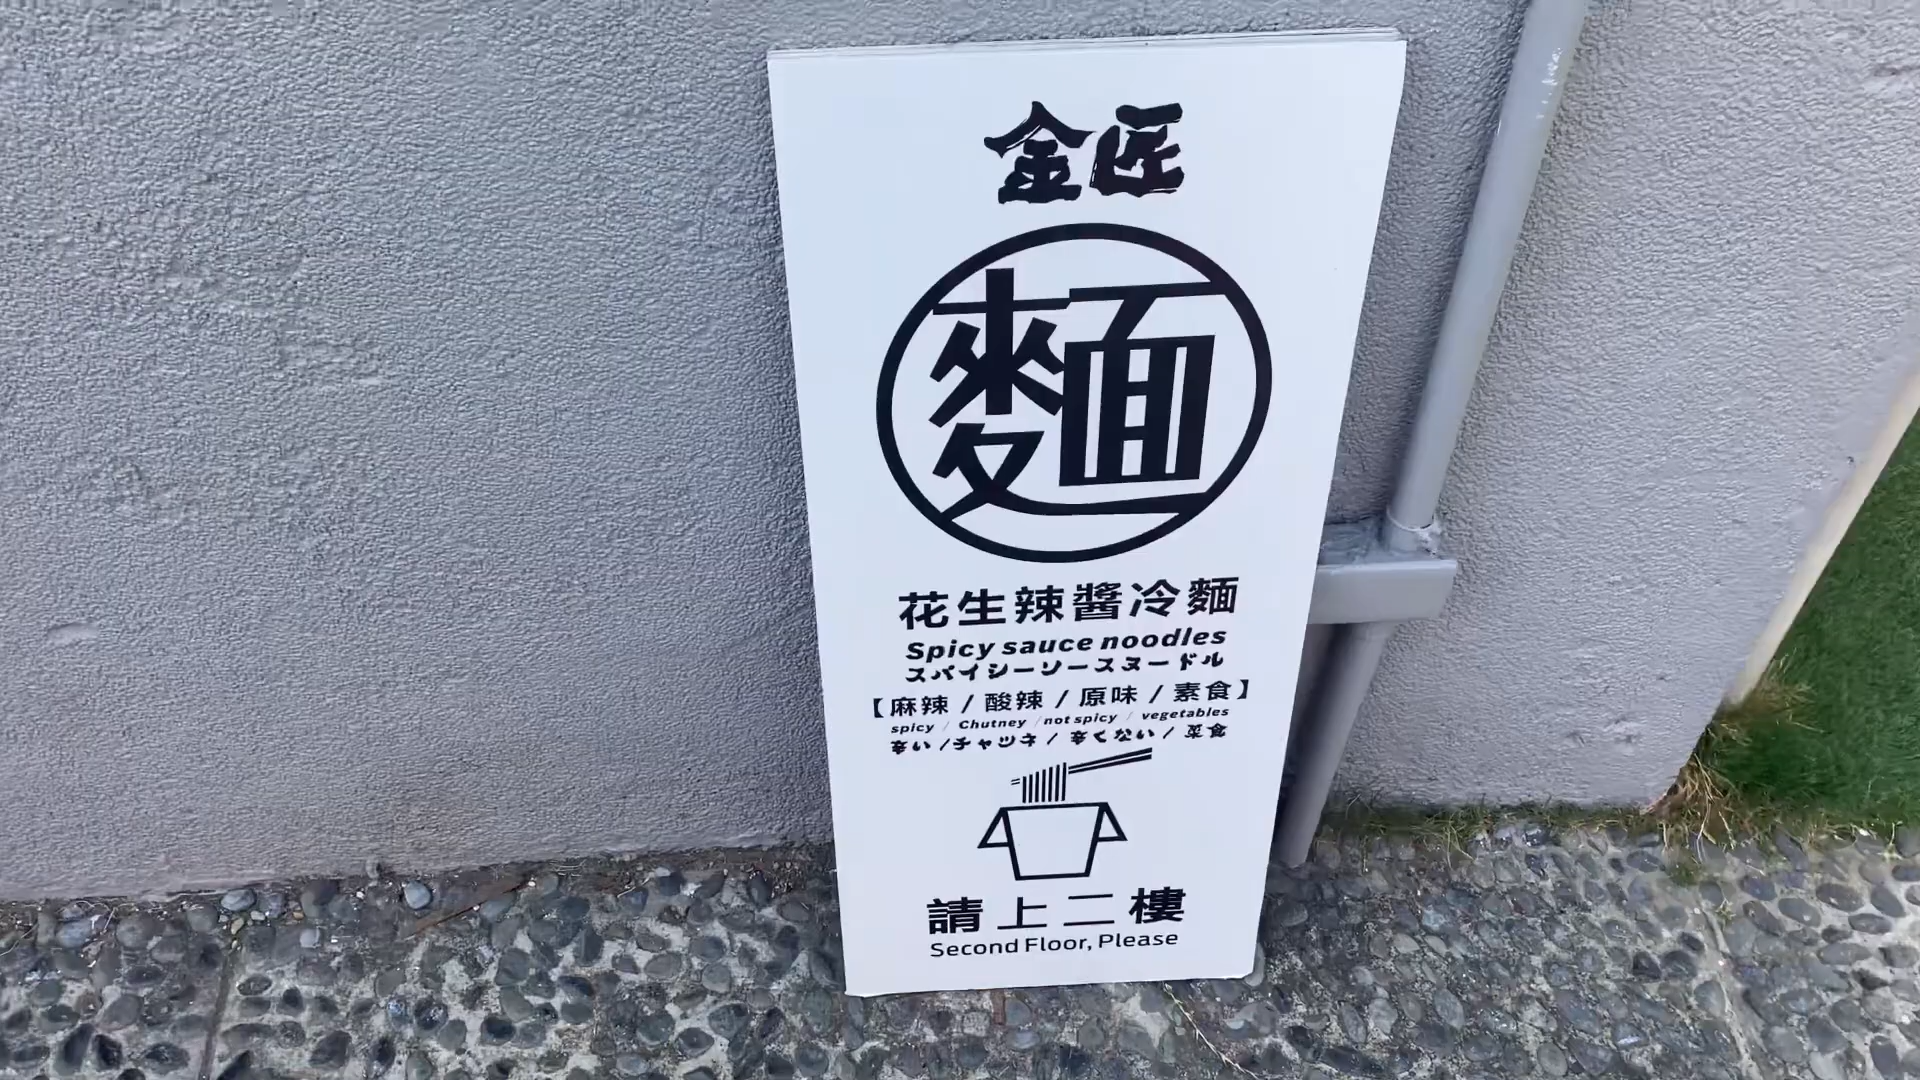 金匠
麵
花生辣醬冷麵
Spicy sauce noodles
スパイシーソースヌードル
【麻辣 / 酸辣 / 原味 / 素食】
spicy / Chutney / not spicy / vegetables
辛い / チャツネ / 辛くない / 菜食
請上二樓
Second Floor, Please